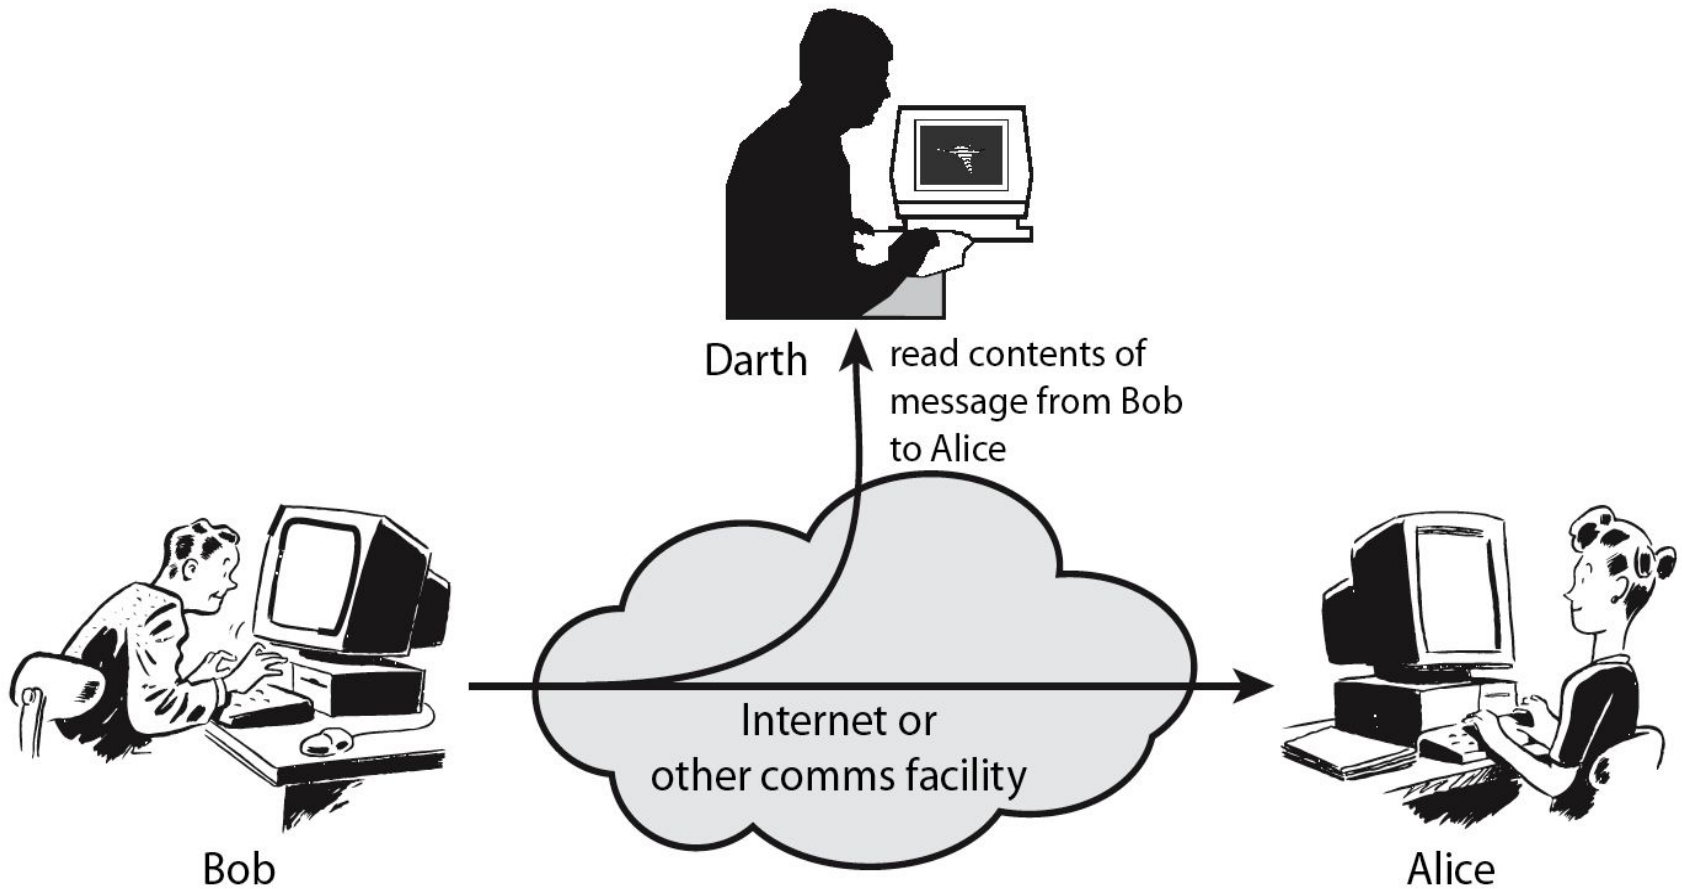 Darth
read contents of
message from Bob
to Alice
Internet or
other comms facility
Bob
Alice